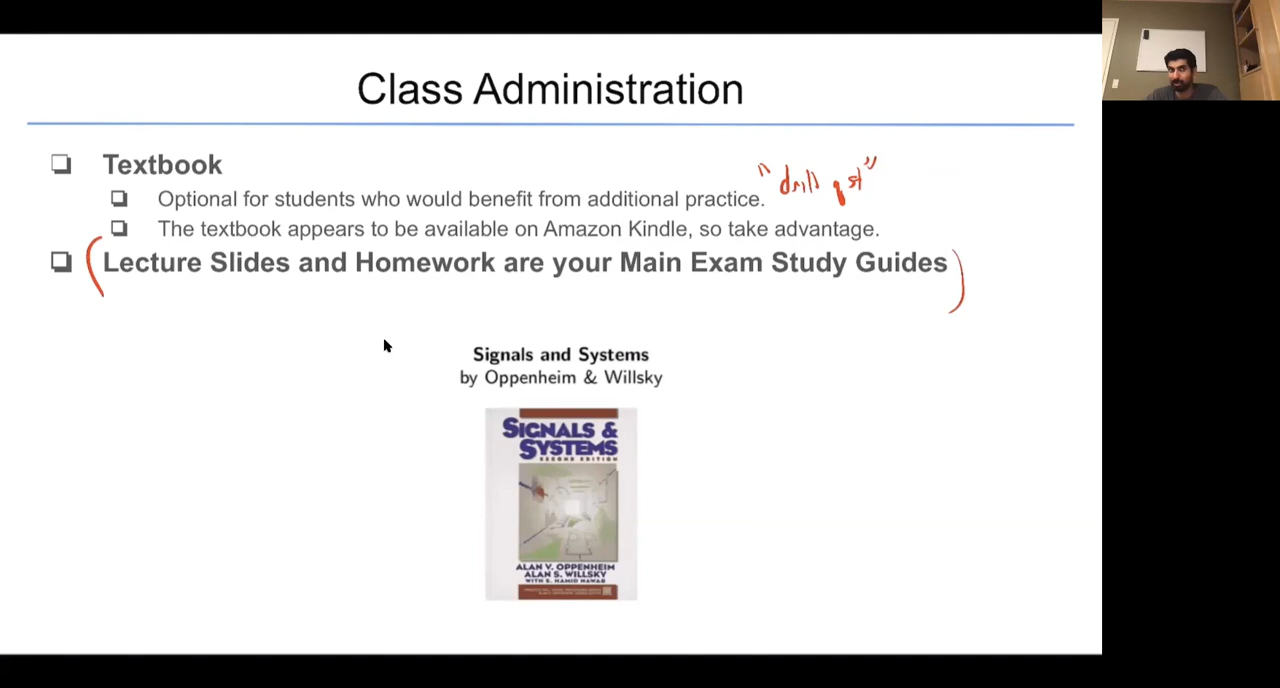 Class Administration
Textbook
"drill qst"
Optional for students who would benefit from additional practice.
The textbook appears to be available on Amazon Kindle, so take advantage.
Lecture Slides and Homework are your Main Exam Study Guides
Signals and Systems
by Oppenheim & Willsky
SIGNALS &
SYSTEMS
SECOND EDITION
ALAN V. OPPENHEIM
ALAN S. WILLSKY
WITH S. HAMID NAWAB